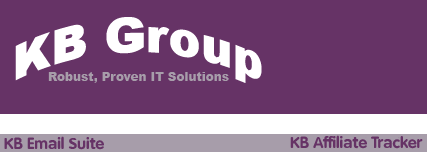 KB Group
Robust, Proven IT Solutions
KB Email Suite
KB Affiliate Tracker